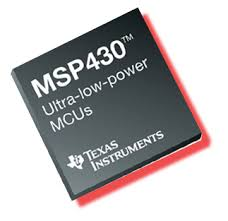 MSP430™
Ultra-low-power
MCUs
TEXAS
INSTRUMENTS